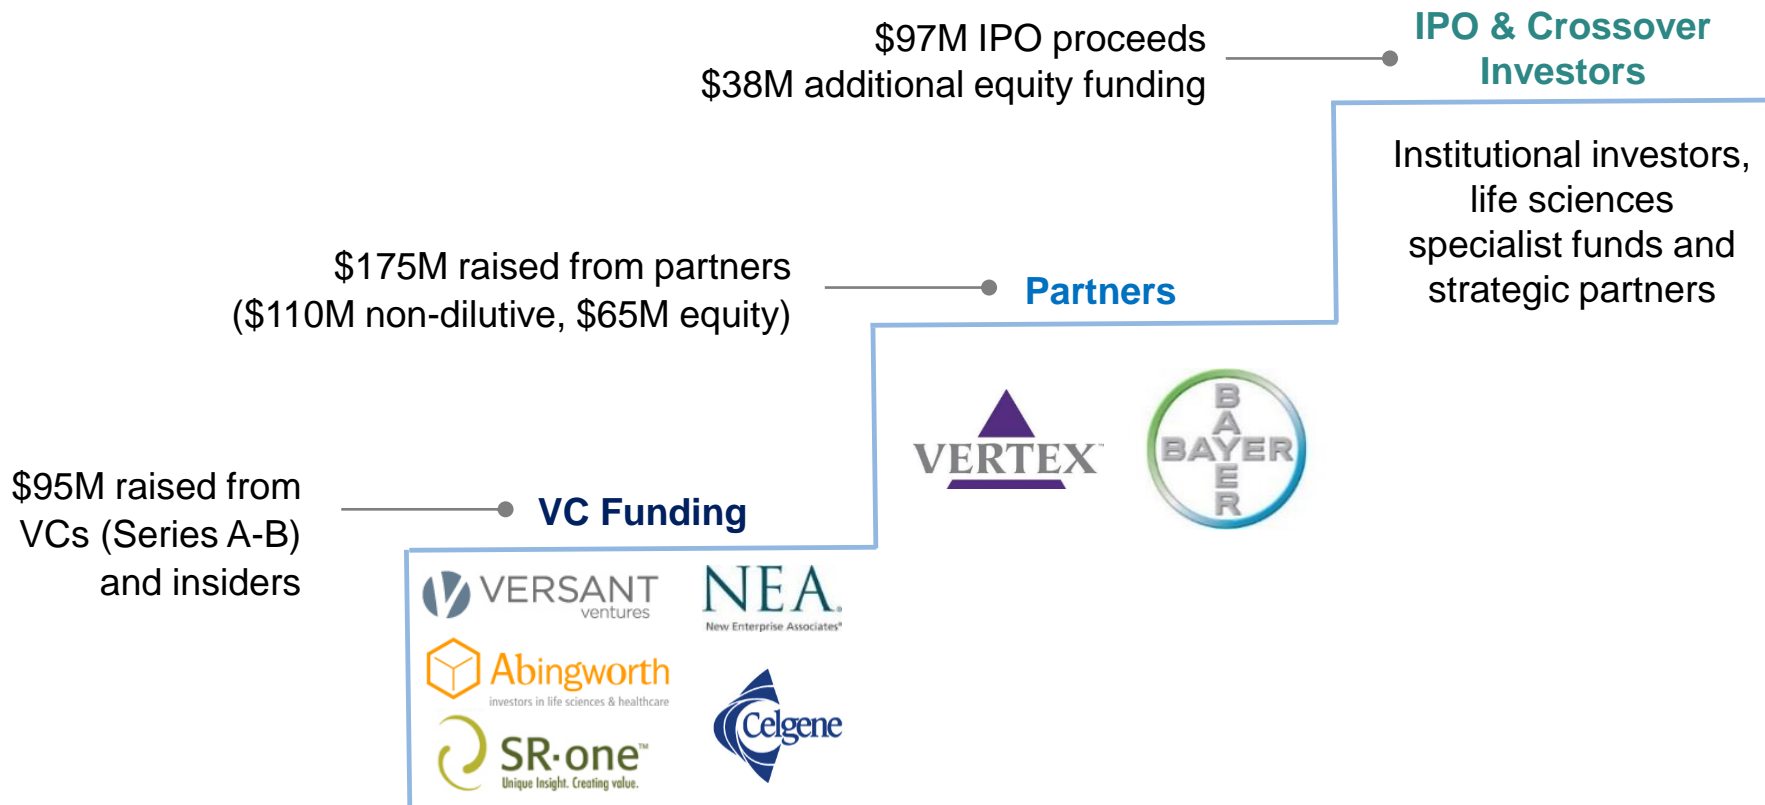 $97M IPO proceeds
$38M additional equity funding
IPO & Crossover
Investors
Institutional investors,
life sciences
specialist funds and
strategic partners
$175M raised from partners
($110M non-dilutive, $65M equity)
Partners
VERTEX™
BAYER
BAYER
$95M raised from
VCs (Series A-B)
and insiders
VC Funding
VERSANT
ventures
NEA®
New Enterprise Associates®
Abingworth
investors in life sciences & healthcare
Celgene
SR·one™
Unique Insight. Creating value.